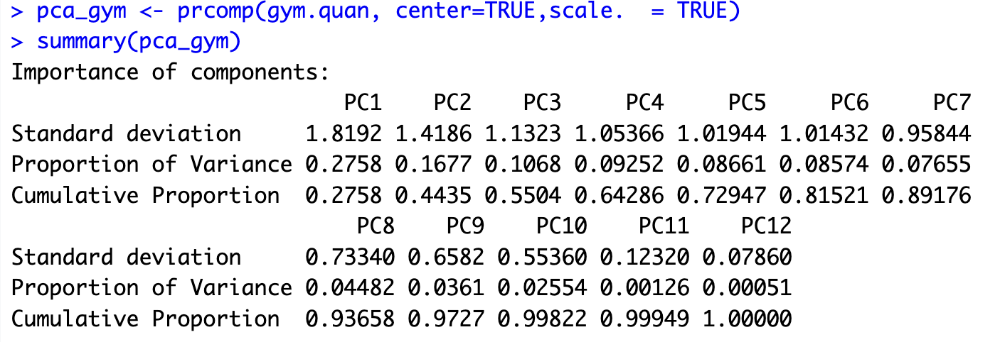 > pca_gym <- prcomp(gym.quan, center=TRUE,scale.  = TRUE)
> summary(pca_gym)
Importance of components:
                          PC1    PC2    PC3     PC4     PC5     PC6     PC7
Standard deviation     1.8192 1.4186 1.1323 1.05366 1.01944 1.01432 0.95844
Proportion of Variance 0.2758 0.1677 0.1068 0.09252 0.08661 0.08574 0.07655
Cumulative Proportion  0.2758 0.4435 0.5504 0.64286 0.72947 0.81521 0.89176
                           PC8    PC9    PC10    PC11    PC12
Standard deviation     0.73340 0.6582 0.55360 0.12320 0.07860
Proportion of Variance 0.04482 0.0361 0.02554 0.00126 0.00051
Cumulative Proportion  0.93658 0.9727 0.99822 0.99949 1.00000